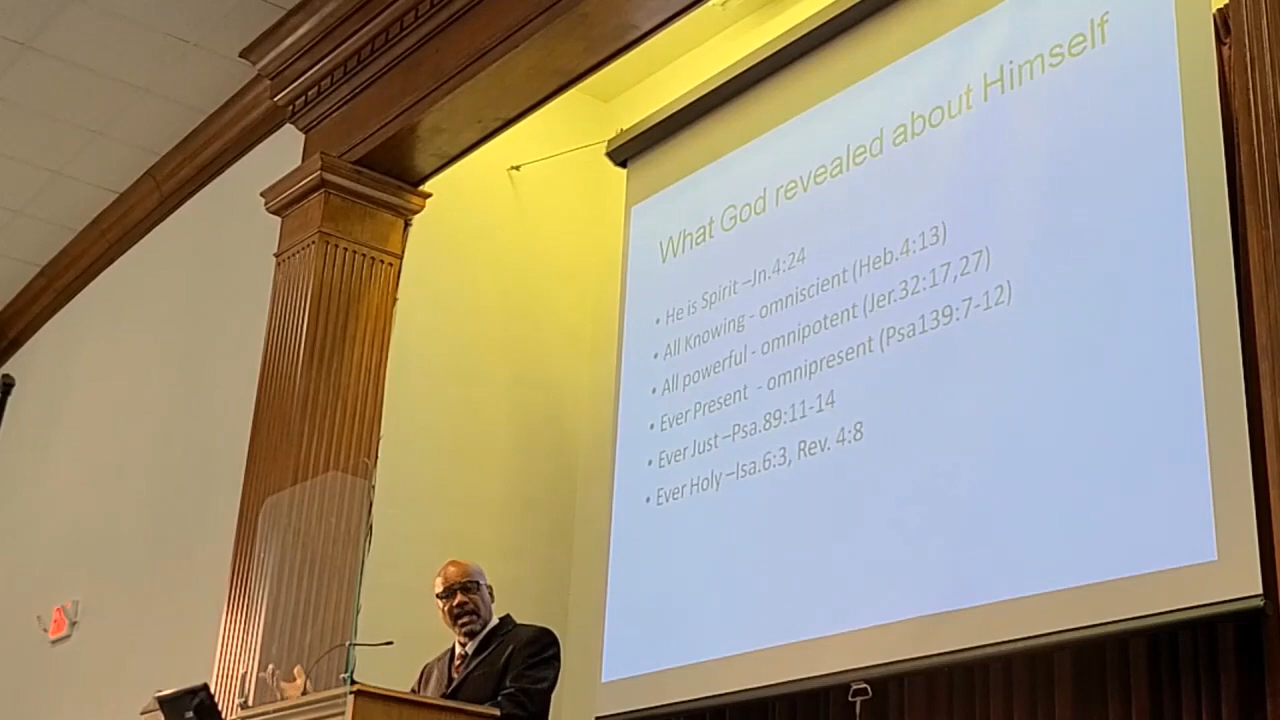 What God revealed about Himself
• He is Spirit –Jn.4:24
• All Knowing - omniscient (Heb.4:13)
• All powerful - omnipotent (Jer.32:17,27)
• Ever Present - omnipresent (Psa139:7-12)
• Ever Just –Psa.89:11-14
• Ever Holy –Isa.6:3, Rev. 4:8